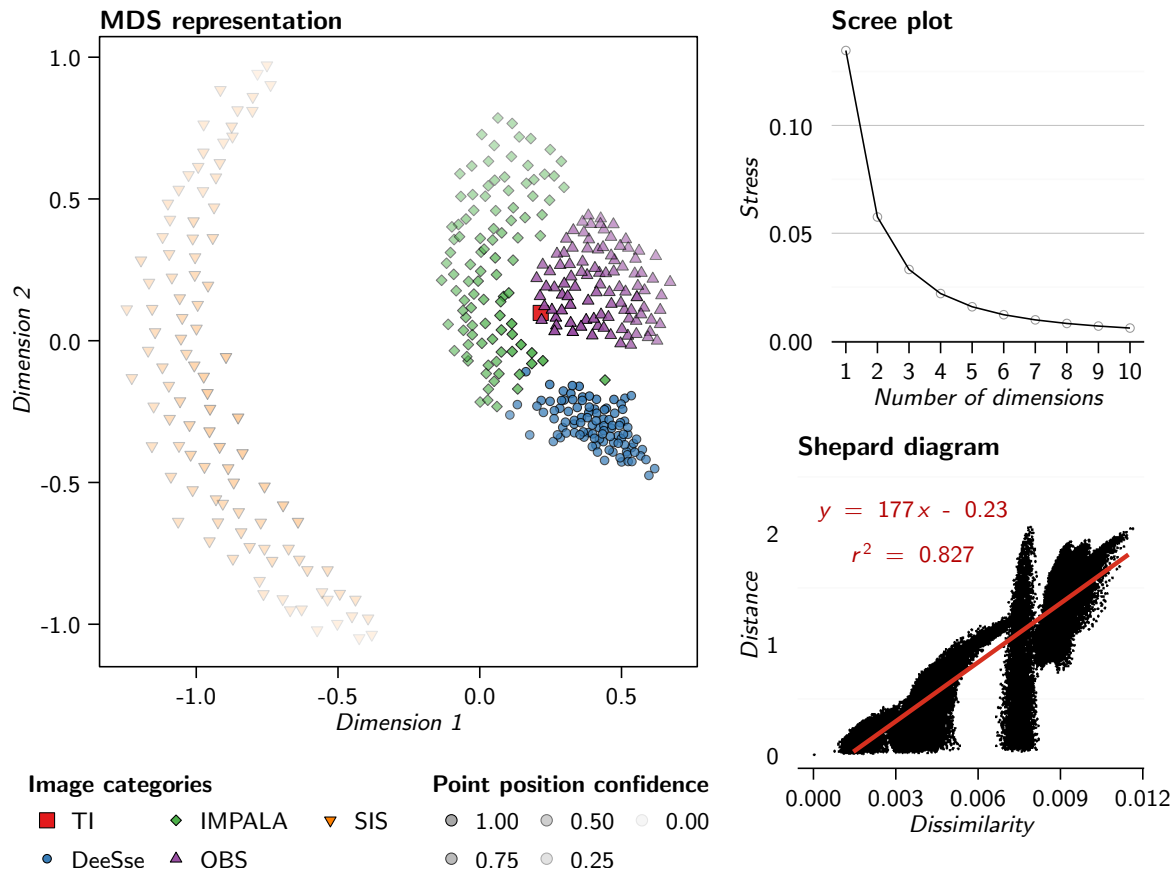 MDS representation
1.0
0.5
0.0
-0.5
-1.0
Dimension 2
-1.0 -0.5 0.0 0.5
Dimension 1
Scree plot
0.10
0.05
0.00
Stress
1 2 3 4 5 6 7 8 9 10
Number of dimensions
Shepard diagram
y = 177x - 0.23
r² = 0.827
2
1
0
Distance
0.000 0.003 0.006 0.009 0.012
Dissimilarity
Image categories
TI IMPALA SIS
DeeSse OBS
Point position confidence
1.00 0.50 0.00
0.75 0.25